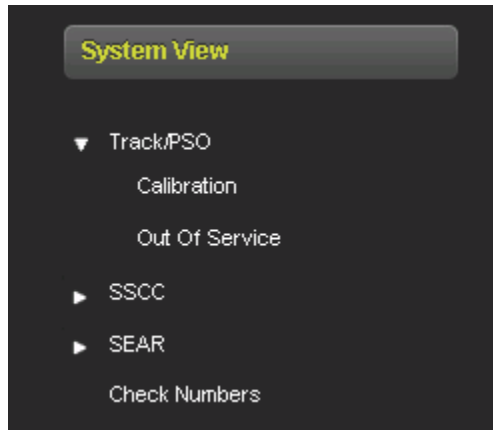 System View
Track/PSO
Calibration
Out Of Service
SSCC
SEAR
Check Numbers